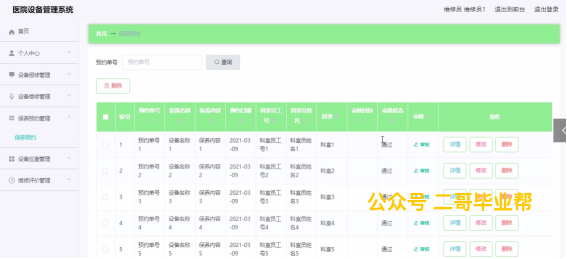 医院设备管理系统
维修员 维修员1 退出到前台 退出登录
首页
首页 保养预约
个人中心
预约单号 预约单号 查询
设备报修管理
删除
设备维修管理
保养预约管理
保养预约
设备巡查管理
维修评价管理
索引 预约单号 设备名称 保养内容 预约日期 科室员工号 科室员姓名 科室 审核回复 审核状态 审核 操作
1 预约单号1 设备名称1 保养内容1 2021-03-09 科室员工号1 科室员姓名1 科室1 通过 审核 详情 修改 删除
2 预约单号2 设备名称2 保养内容2 2021-03-09 科室员工号2 科室员姓名2 科室2 通过 审核 详情 修改 删除
3 预约单号3 设备名称3 保养内容3 2021-03-09 科室员工号3 科室员姓名3 科室3 通过 审核 详情 修改 删除
4 预约单号4 设备名称4 保养内容4 2021-03-09 科室员工号4 科室员姓名4 科室4 通过 审核 详情 修改 删除
5 预约单号5 设备名称5 保养内容5 2021-03-09 科室员工号5 科室员姓名5 科室5 通过 审核 详情 修改 删除
公众号 二哥毕业帮